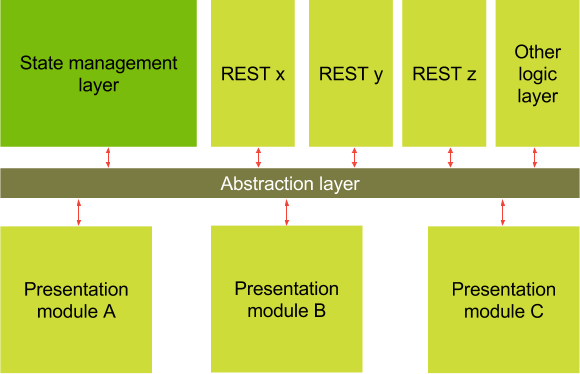 State management
layer
REST x
REST y
REST z
Other
logic
layer
Abstraction layer
Presentation
module A
Presentation
module B
Presentation
module C